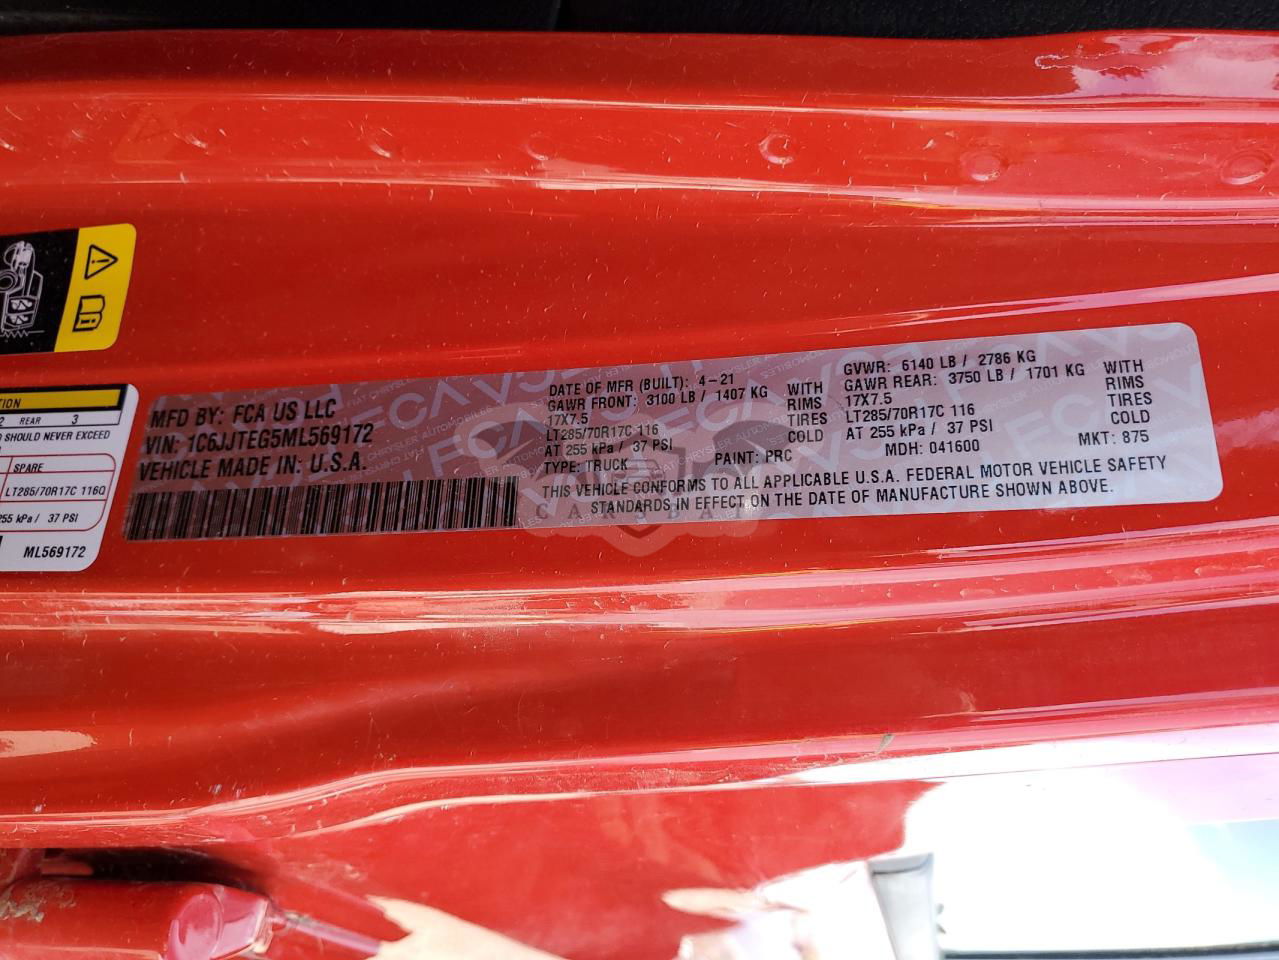 TION
2 REAR 3
D SHOULD NEVER EXCEED
SPARE
LT285/70R17C 116Q
255 kPa / 37 PSI
ML569172
MFD BY: FCA US LLC
VIN: 1C6JJTEG5ML569172
VEHICLE MADE IN: U.S.A.
DATE OF MFR (BUILT): 4-21 GVWR: 6140 LB / 2786 KG
GAWR FRONT: 3100 LB / 1407 KG WITH GAWR REAR: 3750 LB / 1701 KG WITH
17X7.5 RIMS 17X7.5 RIMS
LT285/70R17C 116 TIRES LT285/70R17C 116 TIRES
AT 255 kPa / 37 PSI COLD AT 255 kPa / 37 PSI COLD
TYPE: TRUCK PAINT: PRC MDH: 041600 MKT: 875
THIS VEHICLE CONFORMS TO ALL APPLICABLE U.S.A. FEDERAL MOTOR VEHICLE SAFETY
STANDARDS IN EFFECT ON THE DATE OF MANUFACTURE SHOWN ABOVE.